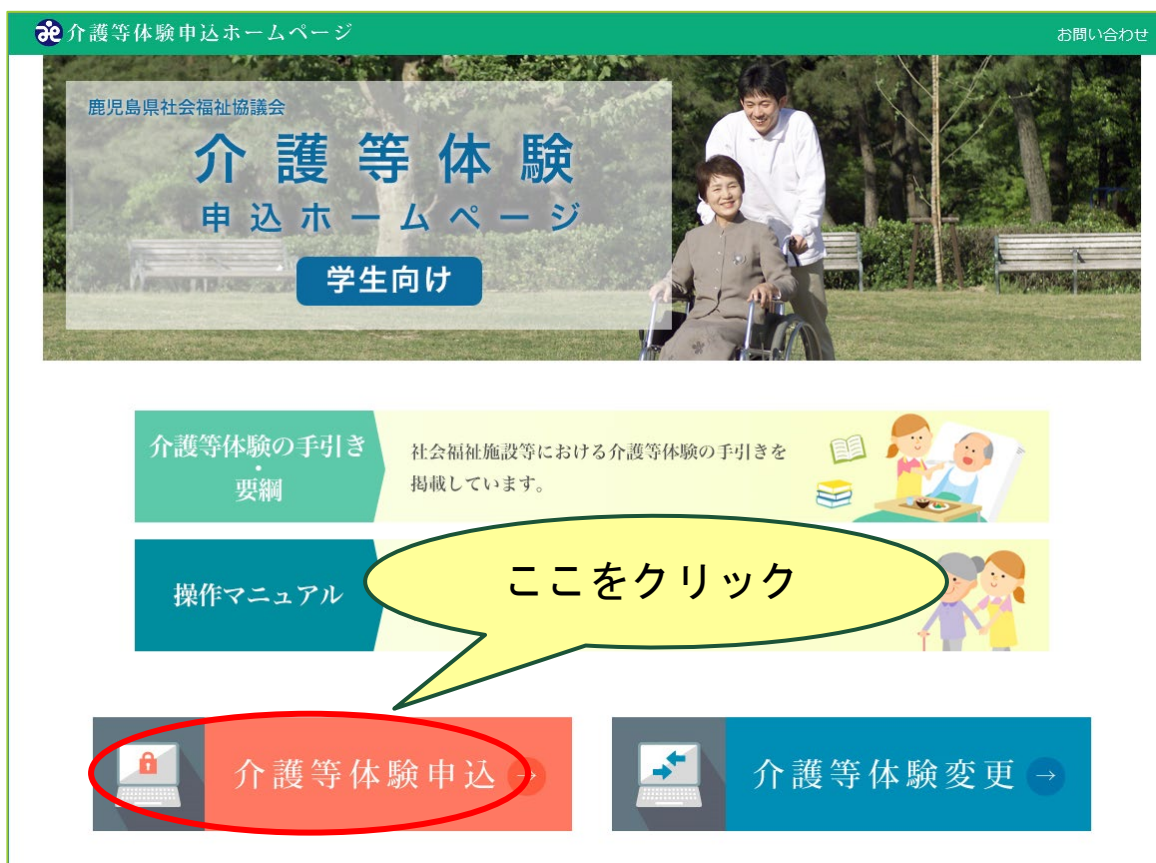 介護等体験申込ホームページ
お問い合わせ
鹿児島県社会福祉協議会
介護等体験
申込ホームページ
学生向け
介護等体験の手引き
・
要綱
社会福祉施設等における介護等体験の手引きを
掲載しています。
操作マニュアル
ここをクリック
介護等体験申込
介護等体験変更